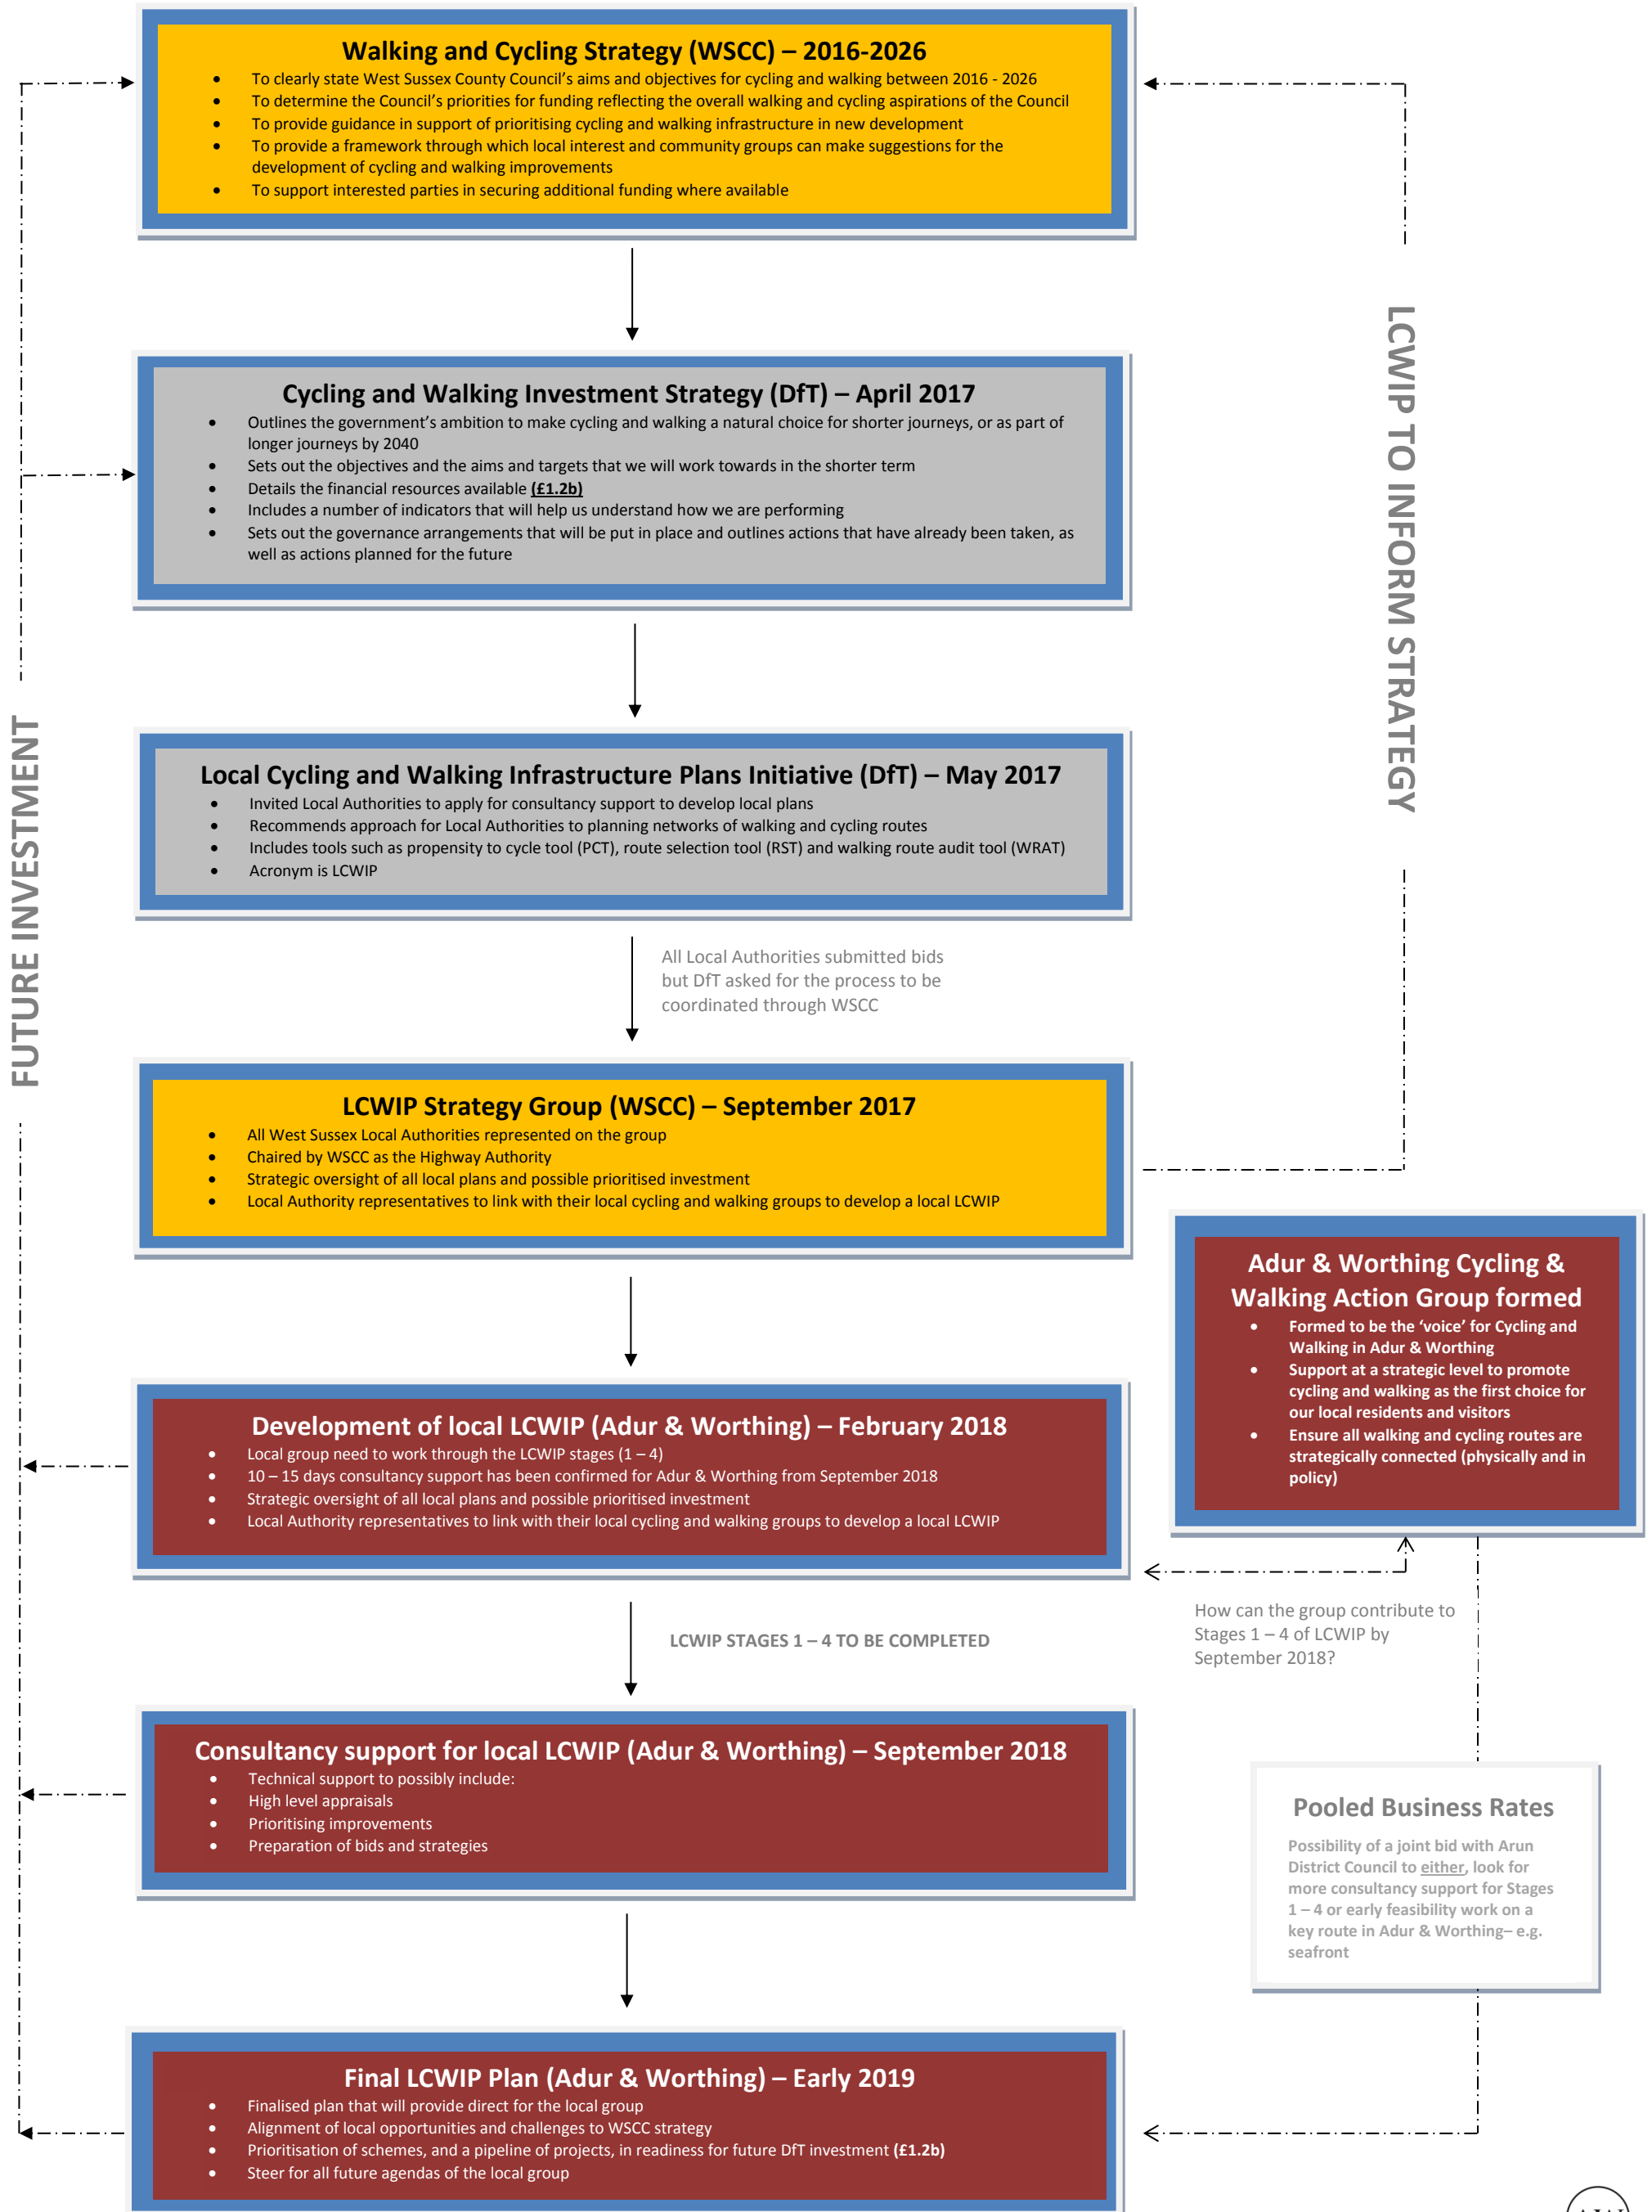 Walking and Cycling Strategy (WSCC) – 2016-2026
• To clearly state West Sussex County Council's aims and objectives for cycling and walking between 2016 - 2026
• To determine the Council's priorities for funding reflecting the overall walking and cycling aspirations of the Council
• To provide guidance in support of prioritising cycling and walking infrastructure in new development
• To provide a framework through which local interest and community groups can make suggestions for the
development of cycling and walking improvements
• To support interested parties in securing additional funding where available
LCWIP TO INFORM STRATEGY
Cycling and Walking Investment Strategy (DfT) – April 2017
• Outlines the government's ambition to make cycling and walking a natural choice for shorter journeys, or as part of
longer journeys by 2040
• Sets out the objectives and the aims and targets that we will work towards in the shorter term
• Details the financial resources available (£1.2b)
• Includes a number of indicators that will help us understand how we are performing
• Sets out the governance arrangements that will be put in place and outlines actions that have already been taken, as
well as actions planned for the future
FUTURE INVESTMENT
Local Cycling and Walking Infrastructure Plans Initiative (DfT) – May 2017
• Invited Local Authorities to apply for consultancy support to develop local plans
• Recommends approach for Local Authorities to planning networks of walking and cycling routes
• Includes tools such as propensity to cycle tool (PCT), route selection tool (RST) and walking route audit tool (WRAT)
• Acronym is LCWIP
All Local Authorities submitted bids
but DfT asked for the process to be
coordinated through WSCC
LCWIP Strategy Group (WSCC) – September 2017
• All West Sussex Local Authorities represented on the group
• Chaired by WSCC as the Highway Authority
• Strategic oversight of all local plans and possible prioritised investment
• Local Authority representatives to link with their local cycling and walking groups to develop a local LCWIP
Adur & Worthing Cycling &
Walking Action Group formed
• Formed to be the 'voice' for Cycling and
Walking in Adur & Worthing
• Support at a strategic level to promote
cycling and walking as the first choice for
our local residents and visitors
• Ensure all walking and cycling routes are
strategically connected (physically and in
policy)
Development of local LCWIP (Adur & Worthing) – February 2018
• Local group need to work through the LCWIP stages (1 – 4)
• 10 – 15 days consultancy support has been confirmed for Adur & Worthing from September 2018
• Strategic oversight of all local plans and possible prioritised investment
• Local Authority representatives to link with their local cycling and walking groups to develop a local LCWIP
How can the group contribute to
Stages 1 – 4 of LCWIP by
September 2018?
LCWIP STAGES 1 – 4 TO BE COMPLETED
Consultancy support for local LCWIP (Adur & Worthing) – September 2018
• Technical support to possibly include:
• High level appraisals
• Prioritising improvements
• Preparation of bids and strategies
Pooled Business Rates
Possibility of a joint bid with Arun
District Council to either, look for
more consultancy support for Stages
1 – 4 or early feasibility work on a
key route in Adur & Worthing– e.g.
seafront
Final LCWIP Plan (Adur & Worthing) – Early 2019
• Finalised plan that will provide direct for the local group
• Alignment of local opportunities and challenges to WSCC strategy
• Prioritisation of schemes, and a pipeline of projects, in readiness for future DfT investment (£1.2b)
• Steer for all future agendas of the local group